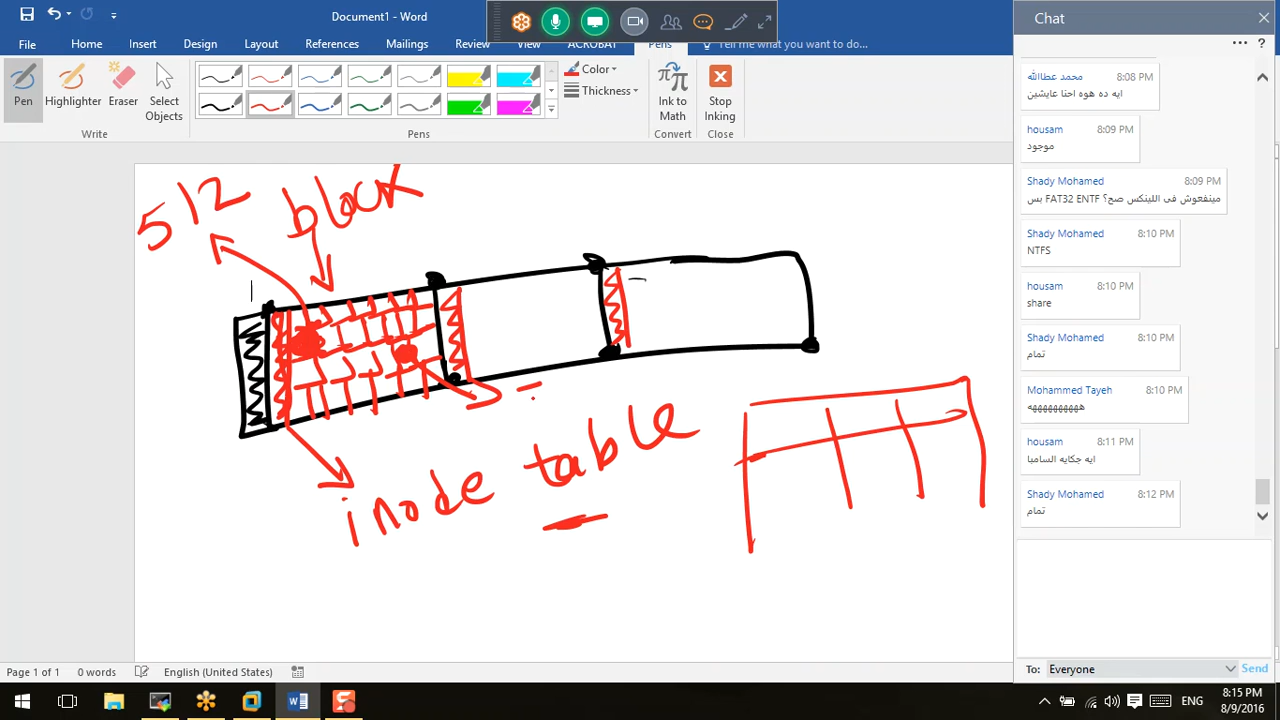 Document1 - Word
File
Home
Insert
Design
Layout
References
Mailings
Review
View
ACROBAT
Pens
Tell me what you want to do...
Pen
Highlighter
Eraser
Select Objects
Write
Pens
Color
Thickness
Ink to Math
Convert
Stop Inking
Close
512
block
inode table
Chat
?
محمد عطاالله 8:08 PM
ايه ده هوه احنا عايشين
housam 8:09 PM
موجود
Shady Mohamed 8:09 PM
مينفعوش فى اللينكس صح؟ FAT32 ENTF بس
Shady Mohamed 8:10 PM
NTFS
housam 8:10 PM
share
Shady Mohamed 8:10 PM
تمام
Mohammed Tayeh 8:10 PM
housam 8:11 PM
ايه حكايه السامبا
Shady Mohamed 8:12 PM
تمام
To: Everyone
Send
Page 1 of 1
0 words
English (United States)
ENG
8:15 PM
8/9/2016